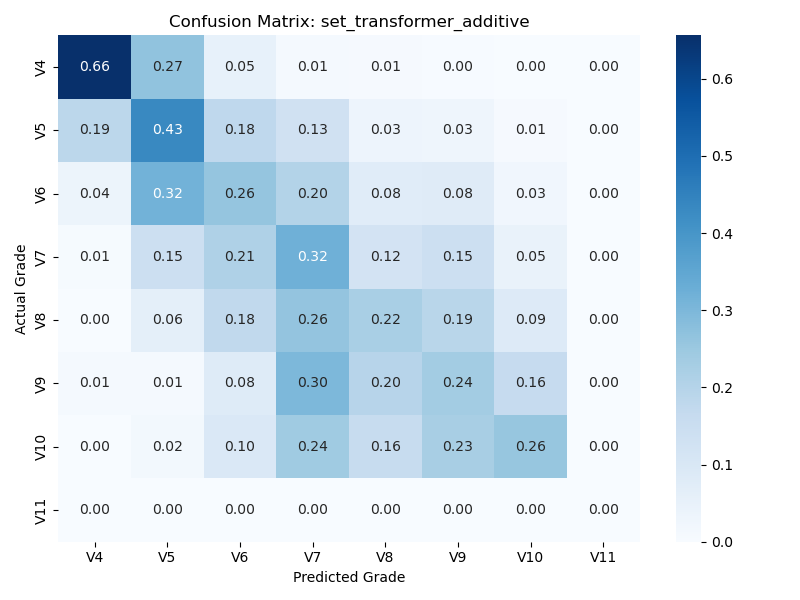 Confusion Matrix: set_transformer_additive
Actual Grade
V4 0.66 0.27 0.05 0.01 0.01 0.00 0.00 0.00
V5 0.19 0.43 0.18 0.13 0.03 0.03 0.01 0.00
V6 0.04 0.32 0.26 0.20 0.08 0.08 0.03 0.00
V7 0.01 0.15 0.21 0.32 0.12 0.15 0.05 0.00
V8 0.00 0.06 0.18 0.26 0.22 0.19 0.09 0.00
V9 0.01 0.01 0.08 0.30 0.20 0.24 0.16 0.00
V10 0.00 0.02 0.10 0.24 0.16 0.23 0.26 0.00
V11 0.00 0.00 0.00 0.00 0.00 0.00 0.00 0.00
V4 V5 V6 V7 V8 V9 V10 V11
Predicted Grade
0.6
0.5
0.4
0.3
0.2
0.1
0.0